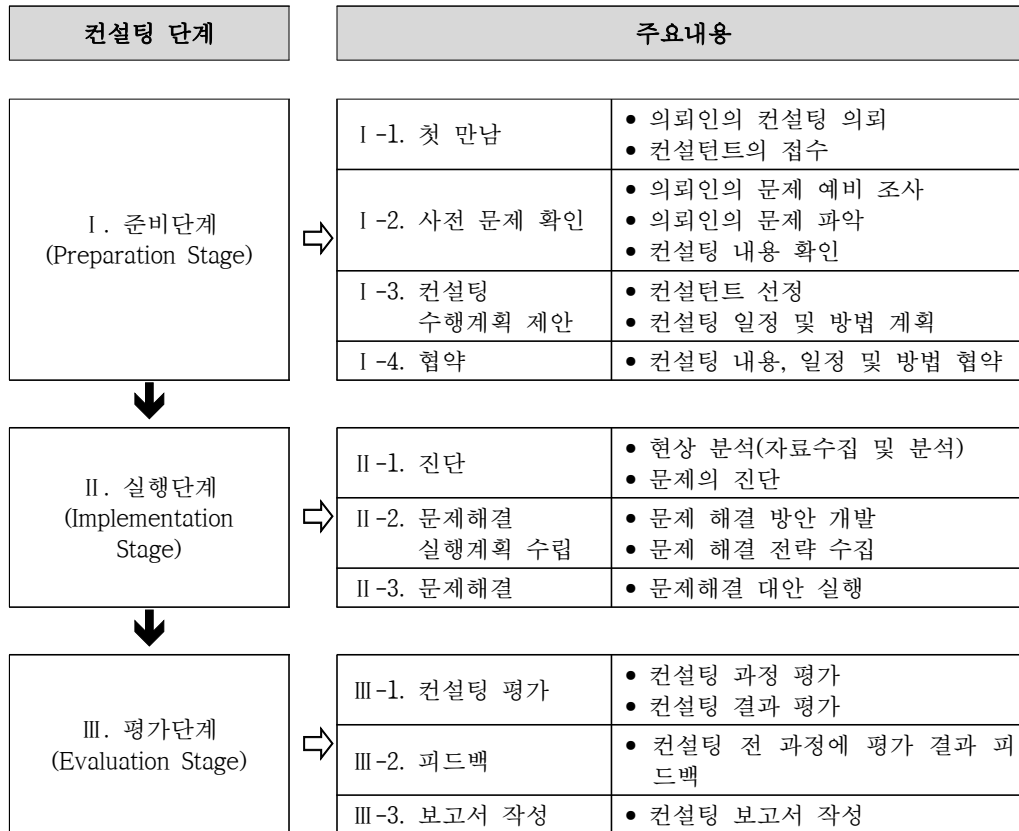 컨설팅 단계
주요내용
Ⅰ. 준비단계
(Preparation Stage)
Ⅰ-1. 첫 만남
● 의뢰인의 컨설팅 의뢰
● 컨설턴트의 접수
Ⅰ-2. 사전 문제 확인
● 의뢰인의 문제 예비 조사
● 의뢰인의 문제 파악
● 컨설팅 내용 확인
Ⅰ-3. 컨설팅
수행계획 제안
● 컨설턴트 선정
● 컨설팅 일정 및 방법 계획
Ⅰ-4. 협약
● 컨설팅 내용, 일정 및 방법 협약
Ⅱ. 실행단계
(Implementation
Stage)
Ⅱ-1. 진단
● 현상 분석(자료수집 및 분석)
● 문제의 진단
Ⅱ-2. 문제해결
실행계획 수립
● 문제 해결 방안 개발
● 문제 해결 전략 수집
Ⅱ-3. 문제해결
● 문제해결 대안 실행
Ⅲ. 평가단계
(Evaluation Stage)
Ⅲ-1. 컨설팅 평가
● 컨설팅 과정 평가
● 컨설팅 결과 평가
Ⅲ-2. 피드백
● 컨설팅 전 과정에 평가 결과 피
드백
Ⅲ-3. 보고서 작성
● 컨설팅 보고서 작성